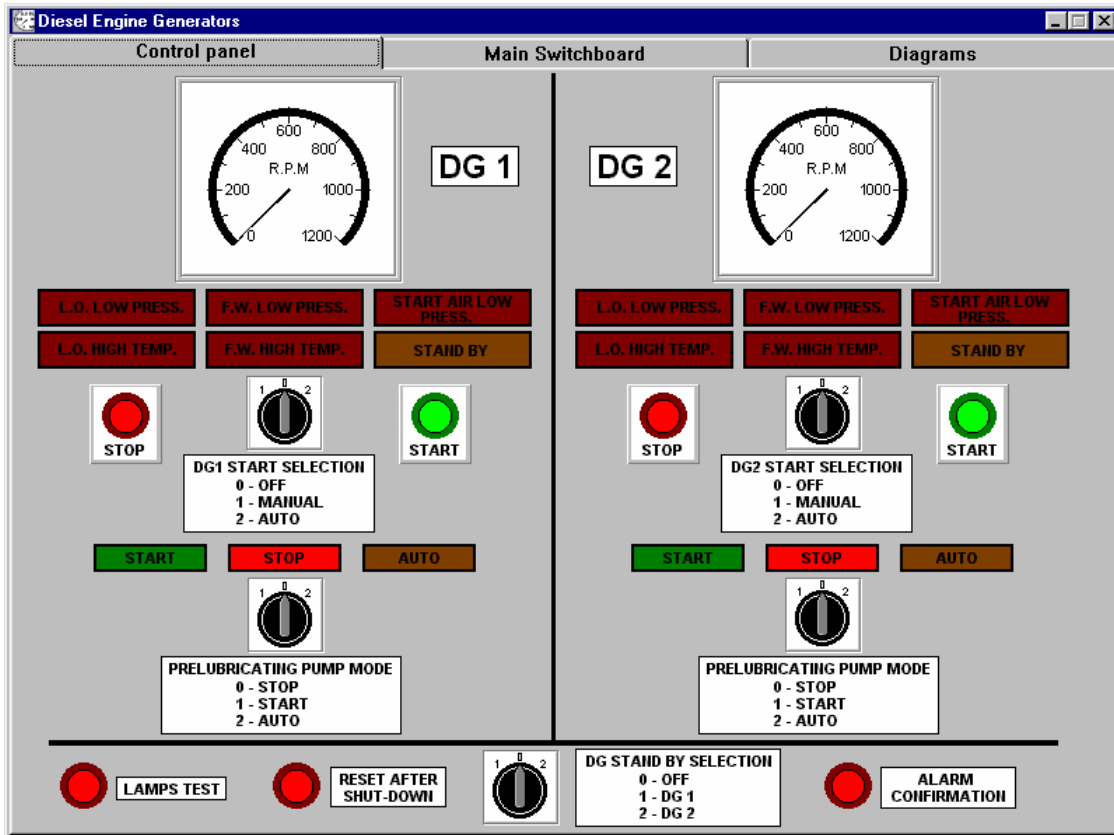 Diesel Engine Generators
Control panel Main Switchboard Diagrams
600
400 800
R.P.M
200 1000
0 1200
DG 1
DG 2
600
400 800
R.P.M
200 1000
0 1200
L.O. LOW PRESS. F.W. LOW PRESS. START AIR LOW
PRESS.
L.O. HIGH TEMP. F.W. HIGH TEMP. STAND BY
1 0 2
STOP START
DG1 START SELECTION
0 - OFF
1 - MANUAL
2 - AUTO
START STOP AUTO
1 0 2
PRELUBRICATING PUMP MODE
0 - STOP
1 - START
2 - AUTO
L.O. LOW PRESS. F.W. LOW PRESS. START AIR LOW
PRESS.
L.O. HIGH TEMP. F.W. HIGH TEMP. STAND BY
1 0 2
STOP START
DG2 START SELECTION
0 - OFF
1 - MANUAL
2 - AUTO
START STOP AUTO
1 0 2
PRELUBRICATING PUMP MODE
0 - STOP
1 - START
2 - AUTO
LAMPS TEST
RESET AFTER
SHUT-DOWN
1 0 2
DG STAND BY SELECTION
0 - OFF
1 - DG 1
2 - DG 2
ALARM
CONFIRMATION